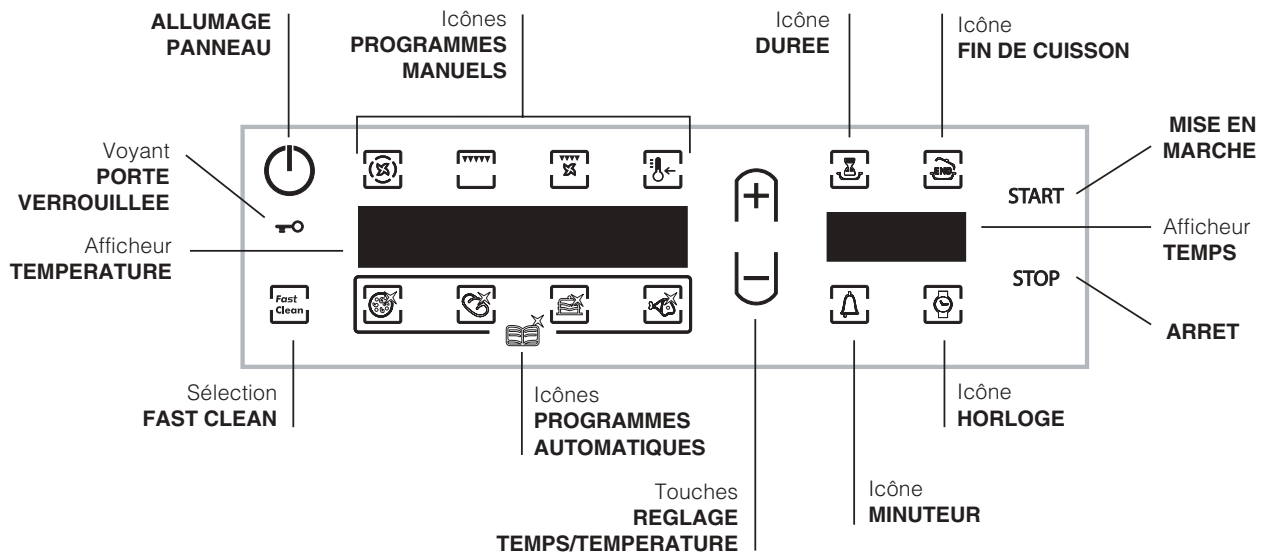 ALLUMAGE
PANNEAU
Icônes
PROGRAMMES
MANUELS
Icône
DUREE
Icône
FIN DE CUISSON
MISE EN
MARCHE
Voyant
PORTE
VERROUILLEE
END
START
Afficheur
TEMPERATURE
Afficheur
TEMPS
STOP
Fast
Clean
ARRET
Sélection
FAST CLEAN
Icônes
PROGRAMMES
AUTOMATIQUES
Icône
HORLOGE
Touches
REGLAGE
TEMPS/TEMPERATURE
Icône
MINUTEUR